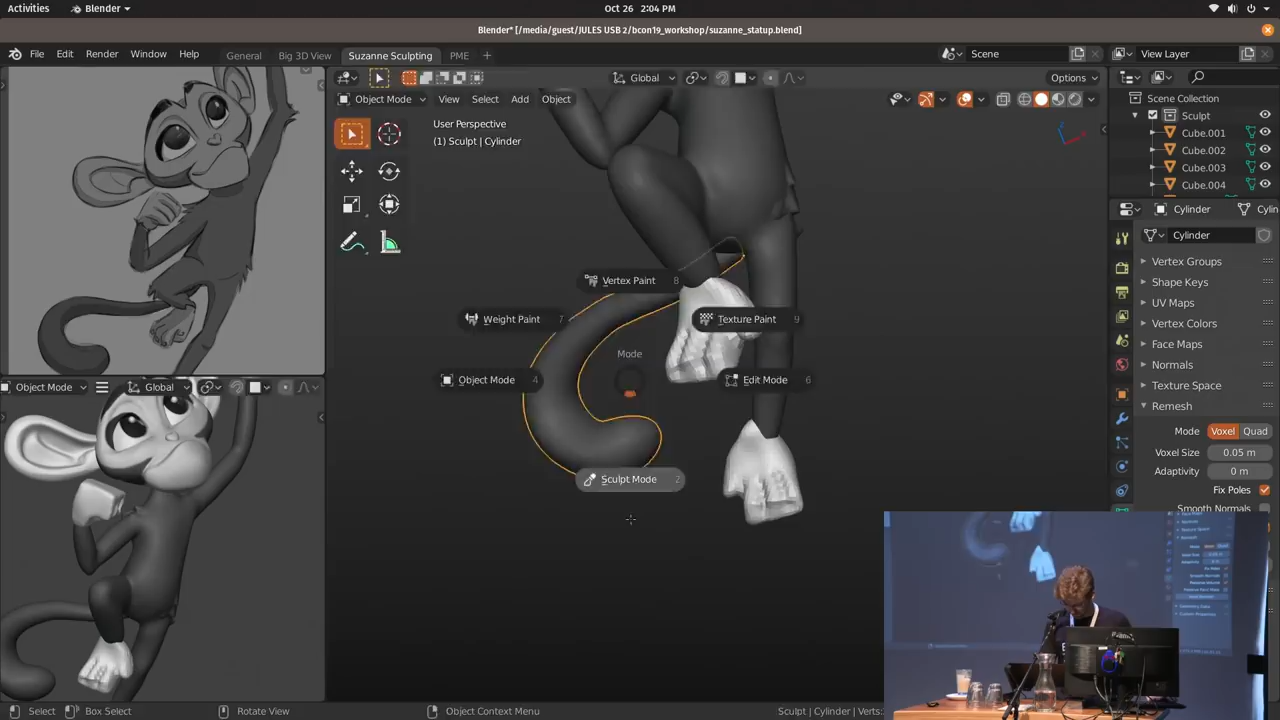 Activities
Blender
Oct 26 2:04 PM
Blender* [/media/guest/JULES USB 2/bcon19_workshop/suzanne_statup.blend]
File Edit Render Window Help
General Big 3D View Suzanne Sculpting PME +
Scene
View Layer
Global
Options
Object Mode View Select Add Object
User Perspective
(1) Sculpt | Cylinder
Scene Collection
Sculpt
Cube.001
Cube.002
Cube.003
Cube.004
Cylinder
Cylin
Cylinder
Vertex Groups
Shape Keys
UV Maps
Vertex Colors
Face Maps
Normals
Texture Space
Remesh
Mode Voxel Quad
Voxel Size 0.05 m
Adaptivity 0 m
Fix Poles
Smooth Normals
Vertex Paint 8
Weight Paint 7
Texture Paint 9
Mode
Object Mode 4
Edit Mode 6
Sculpt Mode 2
Object Mode
Global
Select
Box Select
Rotate View
Object Context Menu
Sculpt | Cylinder | Verts: